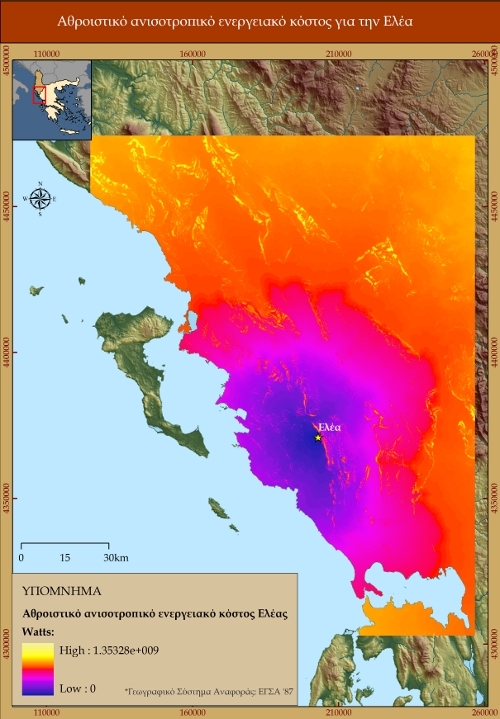 Αθροιστικό ανισοτροπικό ενεργειακό κόστος για την Ελέα
110000 160000 210000 260000
4500000 4500000
N
W E
S
4450000 4450000
4400000 4400000
Ελέα
4350000 4350000
0 15 30km
ΥΠΟΜΝΗΜΑ
Αθροιστικό ανισοτροπικό ενεργειακό κόστος Ελέας
Watts:
High : 1.35328e+009
Low : 0
*Γεωγραφικό Σύστημα Αναφοράς: ΕΓΣΑ '87
4300000 4300000
110000 160000 210000 260000